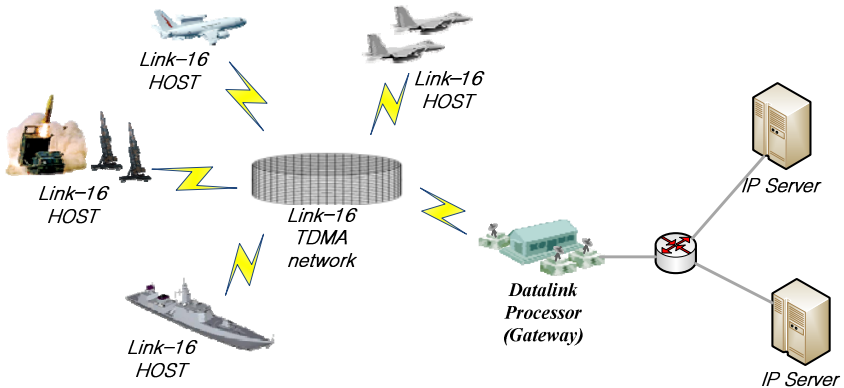 Link-16
HOST
Link-16
HOST
Link-16
HOST
IP Server
Link-16
TDMA
network
Datalink
Processor
(Gateway)
Link-16
HOST
IP Server